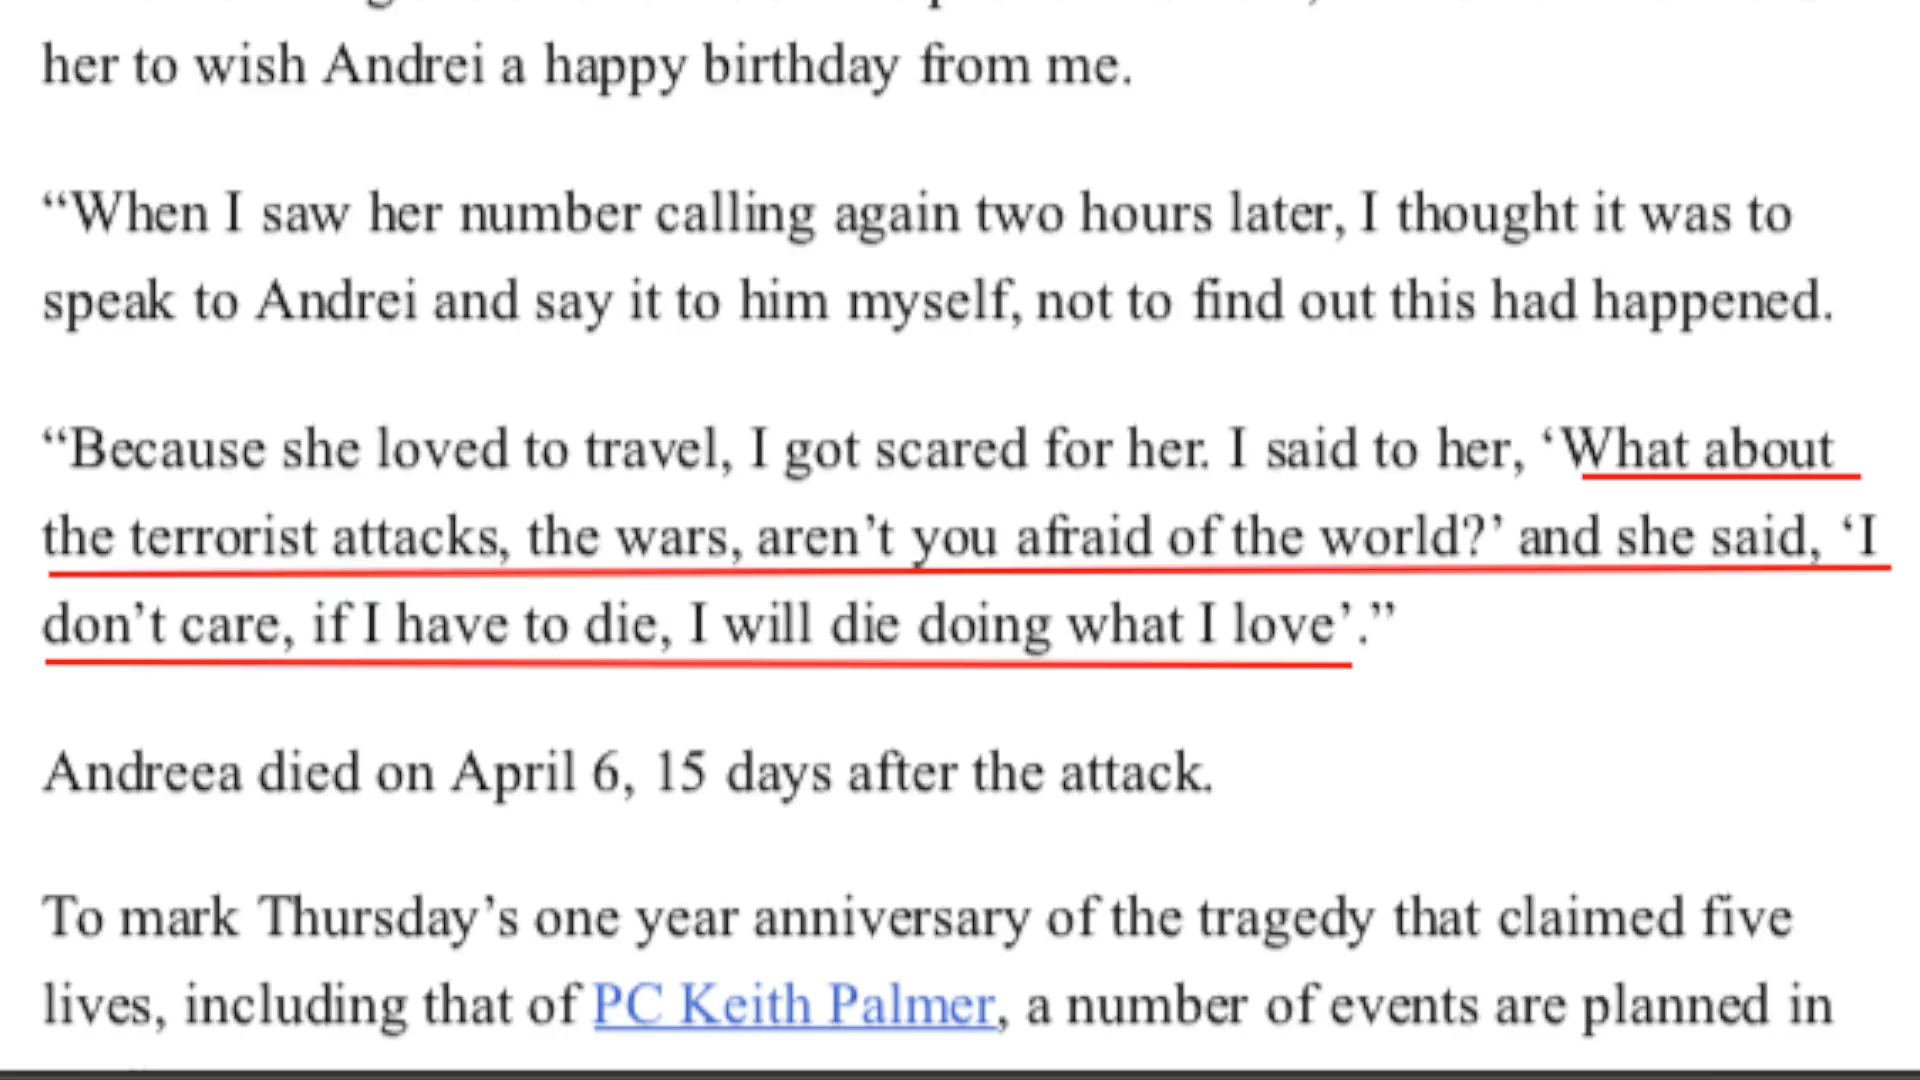 her to wish Andrei a happy birthday from me.
“When I saw her number calling again two hours later, I thought it was to
speak to Andrei and say it to him myself, not to find out this had happened.
“Because she loved to travel, I got scared for her. I said to her, ‘What about
the terrorist attacks, the wars, aren’t you afraid of the world?’ and she said, ‘I
don’t care, if I have to die, I will die doing what I love’.”
Andreea died on April 6, 15 days after the attack.
To mark Thursday’s one year anniversary of the tragedy that claimed five
lives, including that of PC Keith Palmer, a number of events are planned in